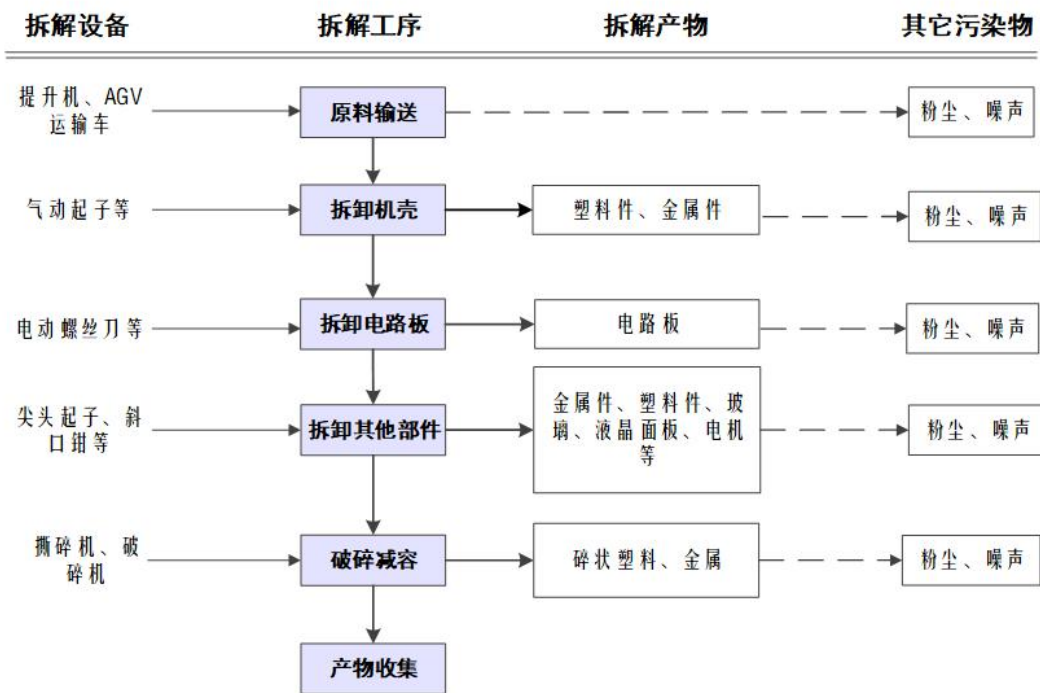 拆解设备 拆解工序 拆解产物 其它污染物
提升机、AGV
运输车
原料输送
粉尘、噪声
气动起子等
拆卸机壳
塑料件、金属件
粉尘、噪声
电动螺丝刀等
拆卸电路板
电路板
粉尘、噪声
尖头起子、斜
口钳等
拆卸其他部件
金属件、塑料件、玻
璃、液晶面板、电机
等
粉尘、噪声
撕碎机、破
碎机
破碎减容
碎状塑料、金属
粉尘、噪声
产物收集